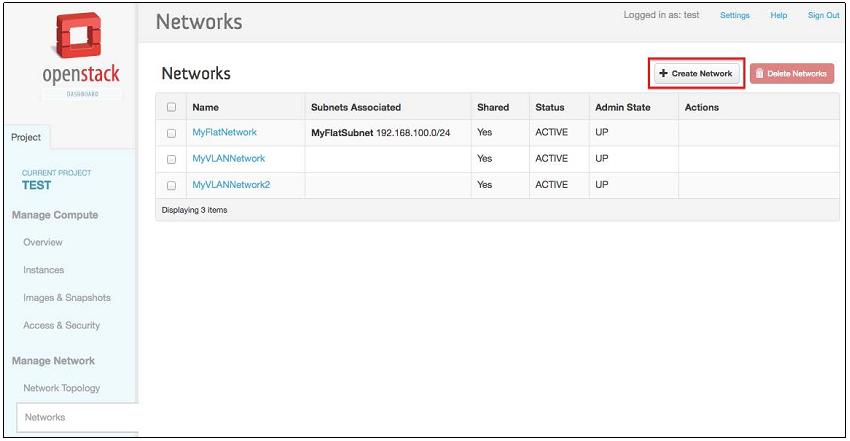 openstack
DASHBOARD
Networks
Logged in as: test Settings Help Sign Out
Project
CURRENT PROJECT
TEST
Manage Compute
Overview
Instances
Images & Snapshots
Access & Security
Manage Network
Network Topology
Networks
Networks
+ Create Network Delete Networks
Name Subnets Associated Shared Status Admin State Actions
MyFlatNetwork MyFlatSubnet 192.168.100.0/24 Yes ACTIVE UP
MyVLANNetwork Yes ACTIVE UP
MyVLANNetwork2 Yes ACTIVE UP
Displaying 3 items